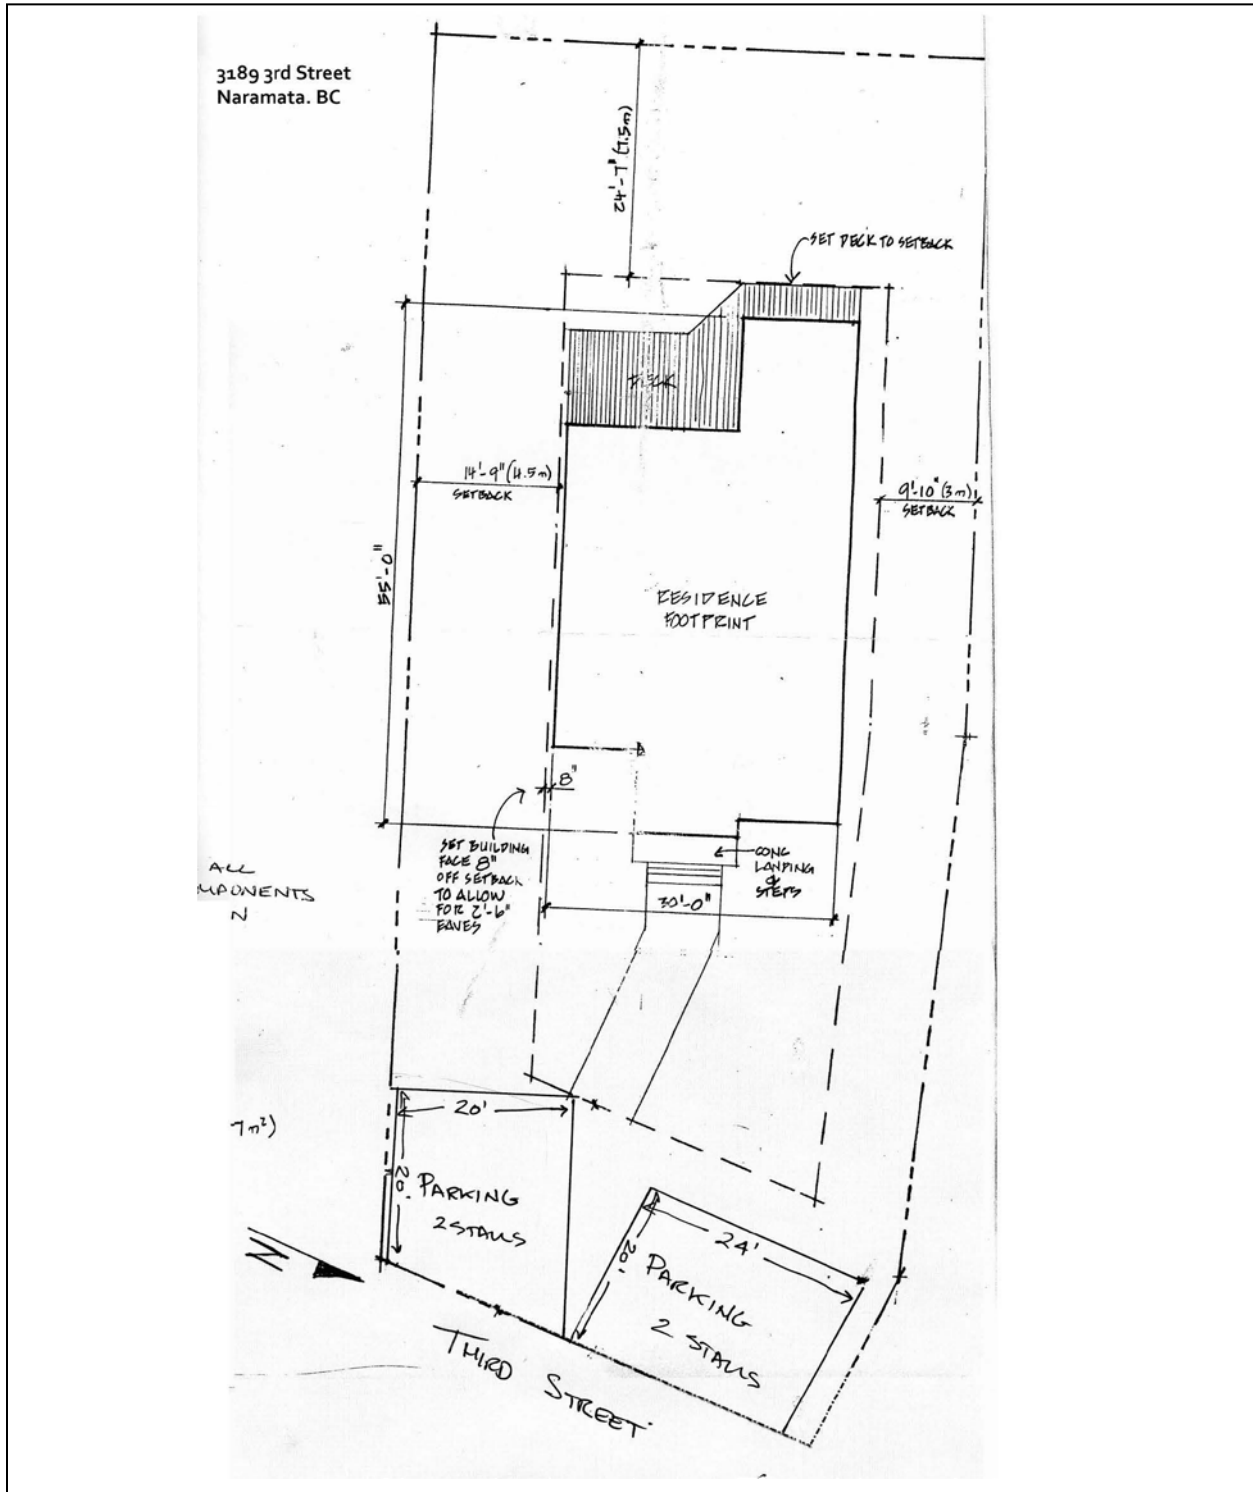 3189 3rd Street
Naramata. BC
24'-7" (7.5m)
SET DECK TO SETBACK
DECK
14'-9" (4.5m)
SETBACK
9'-10" (3m)
SETBACK
55'-0"
RESIDENCE
FOOTPRINT
8"
SET BUILDING
FACE 8"
OFF SETBACK
TO ALLOW
FOR 2'-6"
EAVES
CONC
LANDING
&
STEPS
30'-0"
ALL
MPONENTS
N
7m²)
20'
20'
PARKING
2 STALLS
24'
20'
PARKING
2 STALLS
N
THIRD STREET